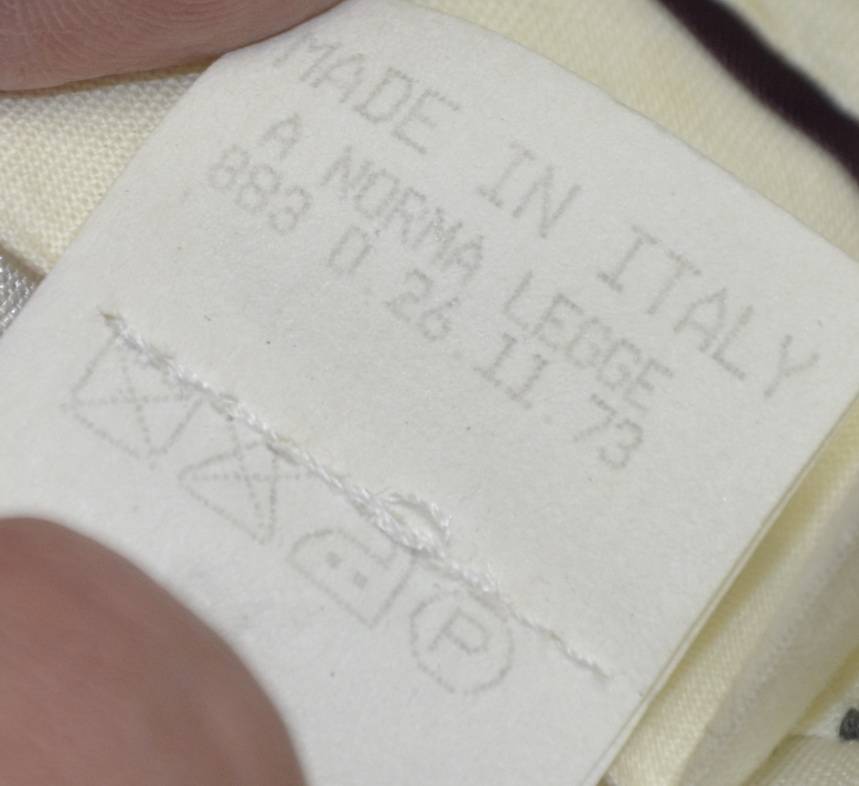 MADE IN ITALY
A NORMA LEGGE
883 D.26.11.73
P